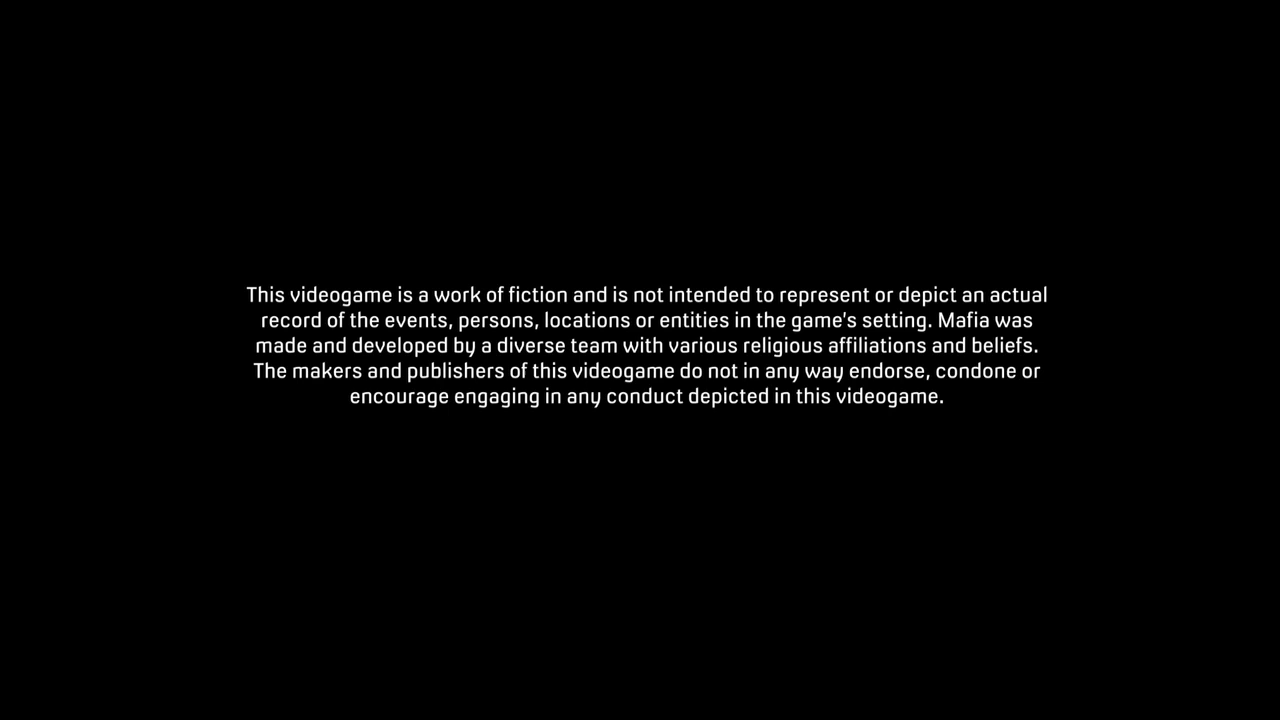 This videogame is a work of fiction and is not intended to represent or depict an actual
record of the events, persons, locations or entities in the game's setting. Mafia was
made and developed by a diverse team with various religious affiliations and beliefs.
The makers and publishers of this videogame do not in any way endorse, condone or
encourage engaging in any conduct depicted in this videogame.